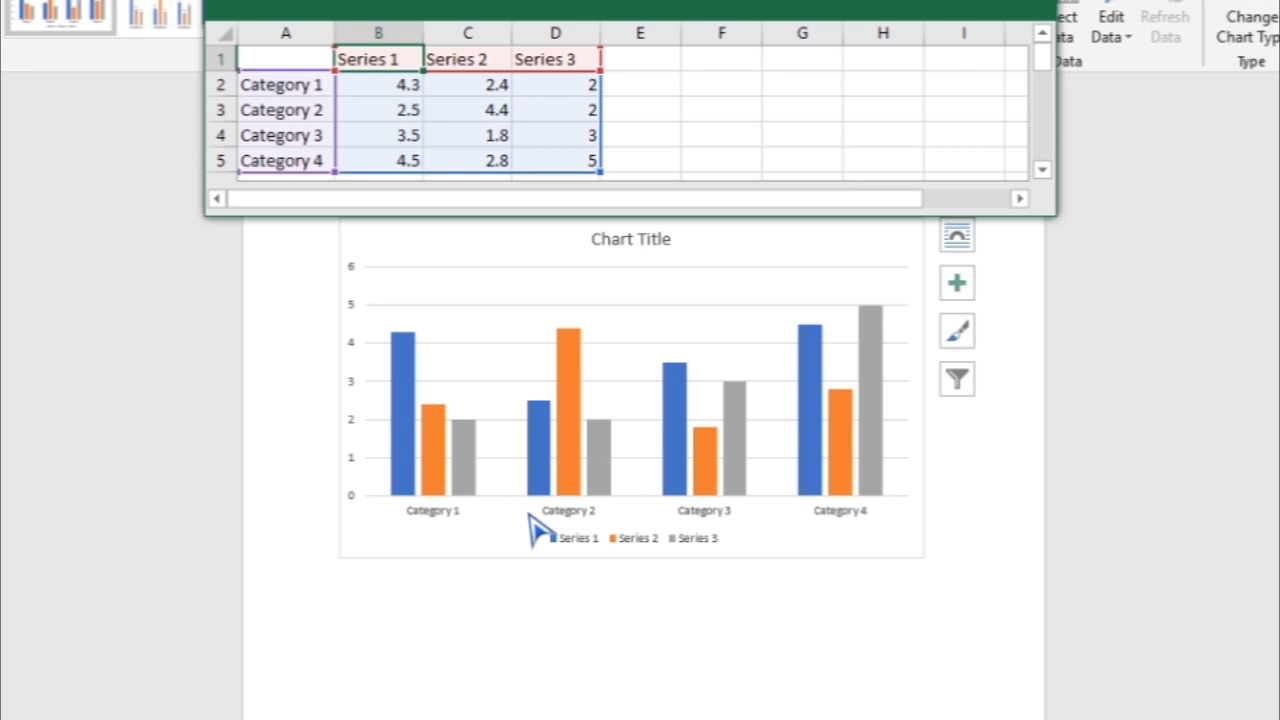 ect Edit Refresh Change
ata Data Data Chart Typ
Data Type
A B C D E F G H I
1 Series 1 Series 2 Series 3
2 Category 1 4.3 2.4 2
3 Category 2 2.5 4.4 2
4 Category 3 3.5 1.8 3
5 Category 4 4.5 2.8 5
Chart Title
6
5
4
3
2
1
0
Category 1 Category 2 Category 3 Category 4
Series 1 Series 2 Series 3